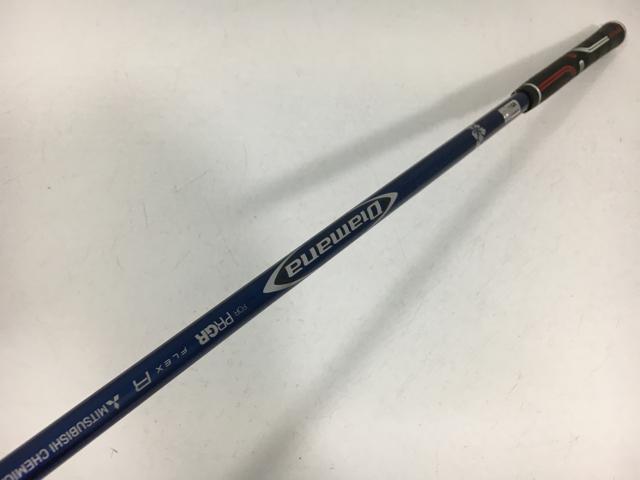 Diamana
FOR PRGR
FLEX R
MITSUBISHI CHEMIC